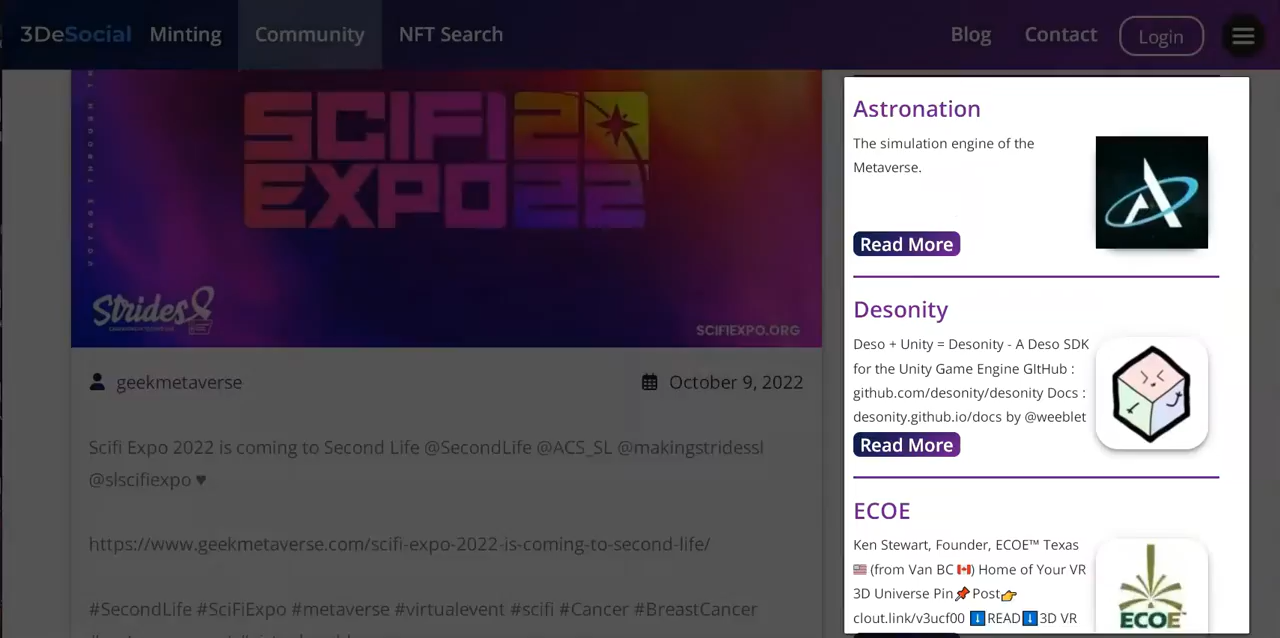 3DeSocial Minting Community NFT Search Blog Contact Login
SCIFI 20
EXPO 22
Strides
SCIFIEXPO.ORG
geekmetaverse October 9, 2022
Scifi Expo 2022 is coming to Second Life @SecondLife @ACS_SL @makingstridessl
@slscifiexpo ♥
https://www.geekmetaverse.com/scifi-expo-2022-is-coming-to-second-life/
#SecondLife #SciFiExpo #metaverse #virtualevent #scifi #Cancer #BreastCancer
Astronation
The simulation engine of the
Metaverse.
Read More
Desonity
Deso + Unity = Desonity - A Deso SDK
for the Unity Game Engine GItHub :
github.com/desonity/desonity Docs :
desonity.github.io/docs by @weeblet
Read More
ECOE
Ken Stewart, Founder, ECOE™ Texas
🇺🇸 (from Van BC 🇨🇦) Home of Your VR
3D Universe Pin📌Post👉
clout.link/v3ucf00 ⬇️READ⬇️3D VR
ECOE